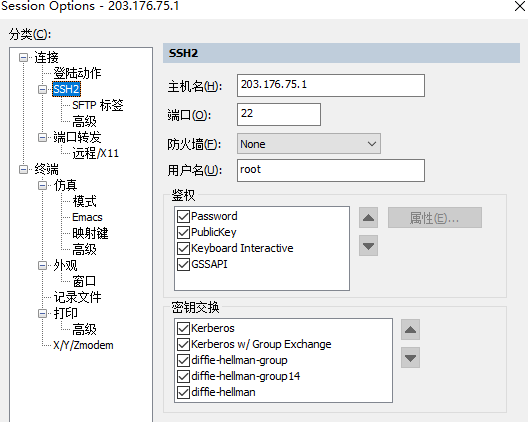 Session Options - 203.176.75.1
分类(C):
连接
登陆动作
SSH2
SFTP 标签
高级
端口转发
远程/X11
终端
仿真
模式
Emacs
映射键
高级
外观
窗口
记录文件
打印
高级
X/Y/Zmodem
SSH2
主机名(H): 203.176.75.1
端口(O): 22
防火墙(F): None
用户名(U): root
鉴权
Password
PublicKey
Keyboard Interactive
GSSAPI
属性(E)...
密钥交换
Kerberos
Kerberos w/ Group Exchange
diffie-hellman-group
diffie-hellman-group14
diffie-hellman